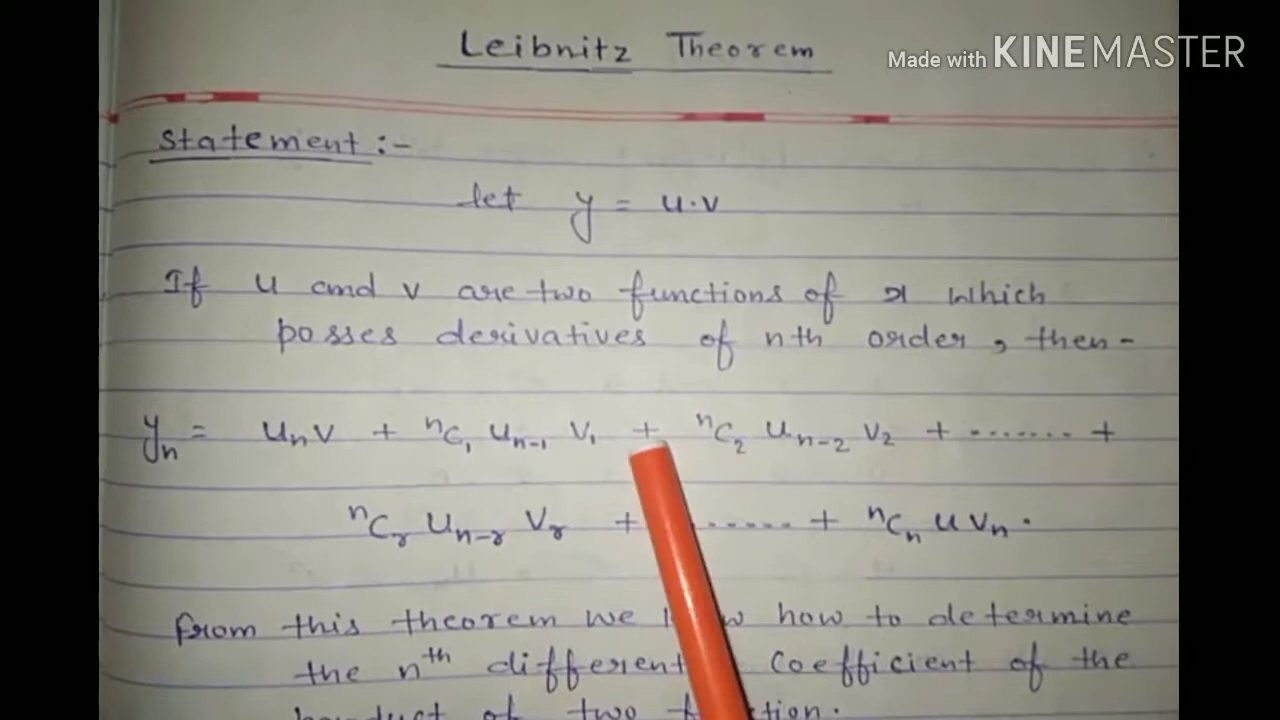 Leibnitz Theorem
Made with KINEMASTER
Statement :-
let y = u.v
If u and v are two functions of x which
posses derivatives of nth order, then-
yₙ = uₙv + ⁿC₁ uₙ₋₁ v₁ + ⁿC₂ uₙ₋₂ v₂ + ....... +
ⁿCᵣ uₙ₋ᵣ vᵣ + ...... + ⁿCₙ u vₙ.
from this theorem we how to determine
the nᵗʰ coefficient of the
of two